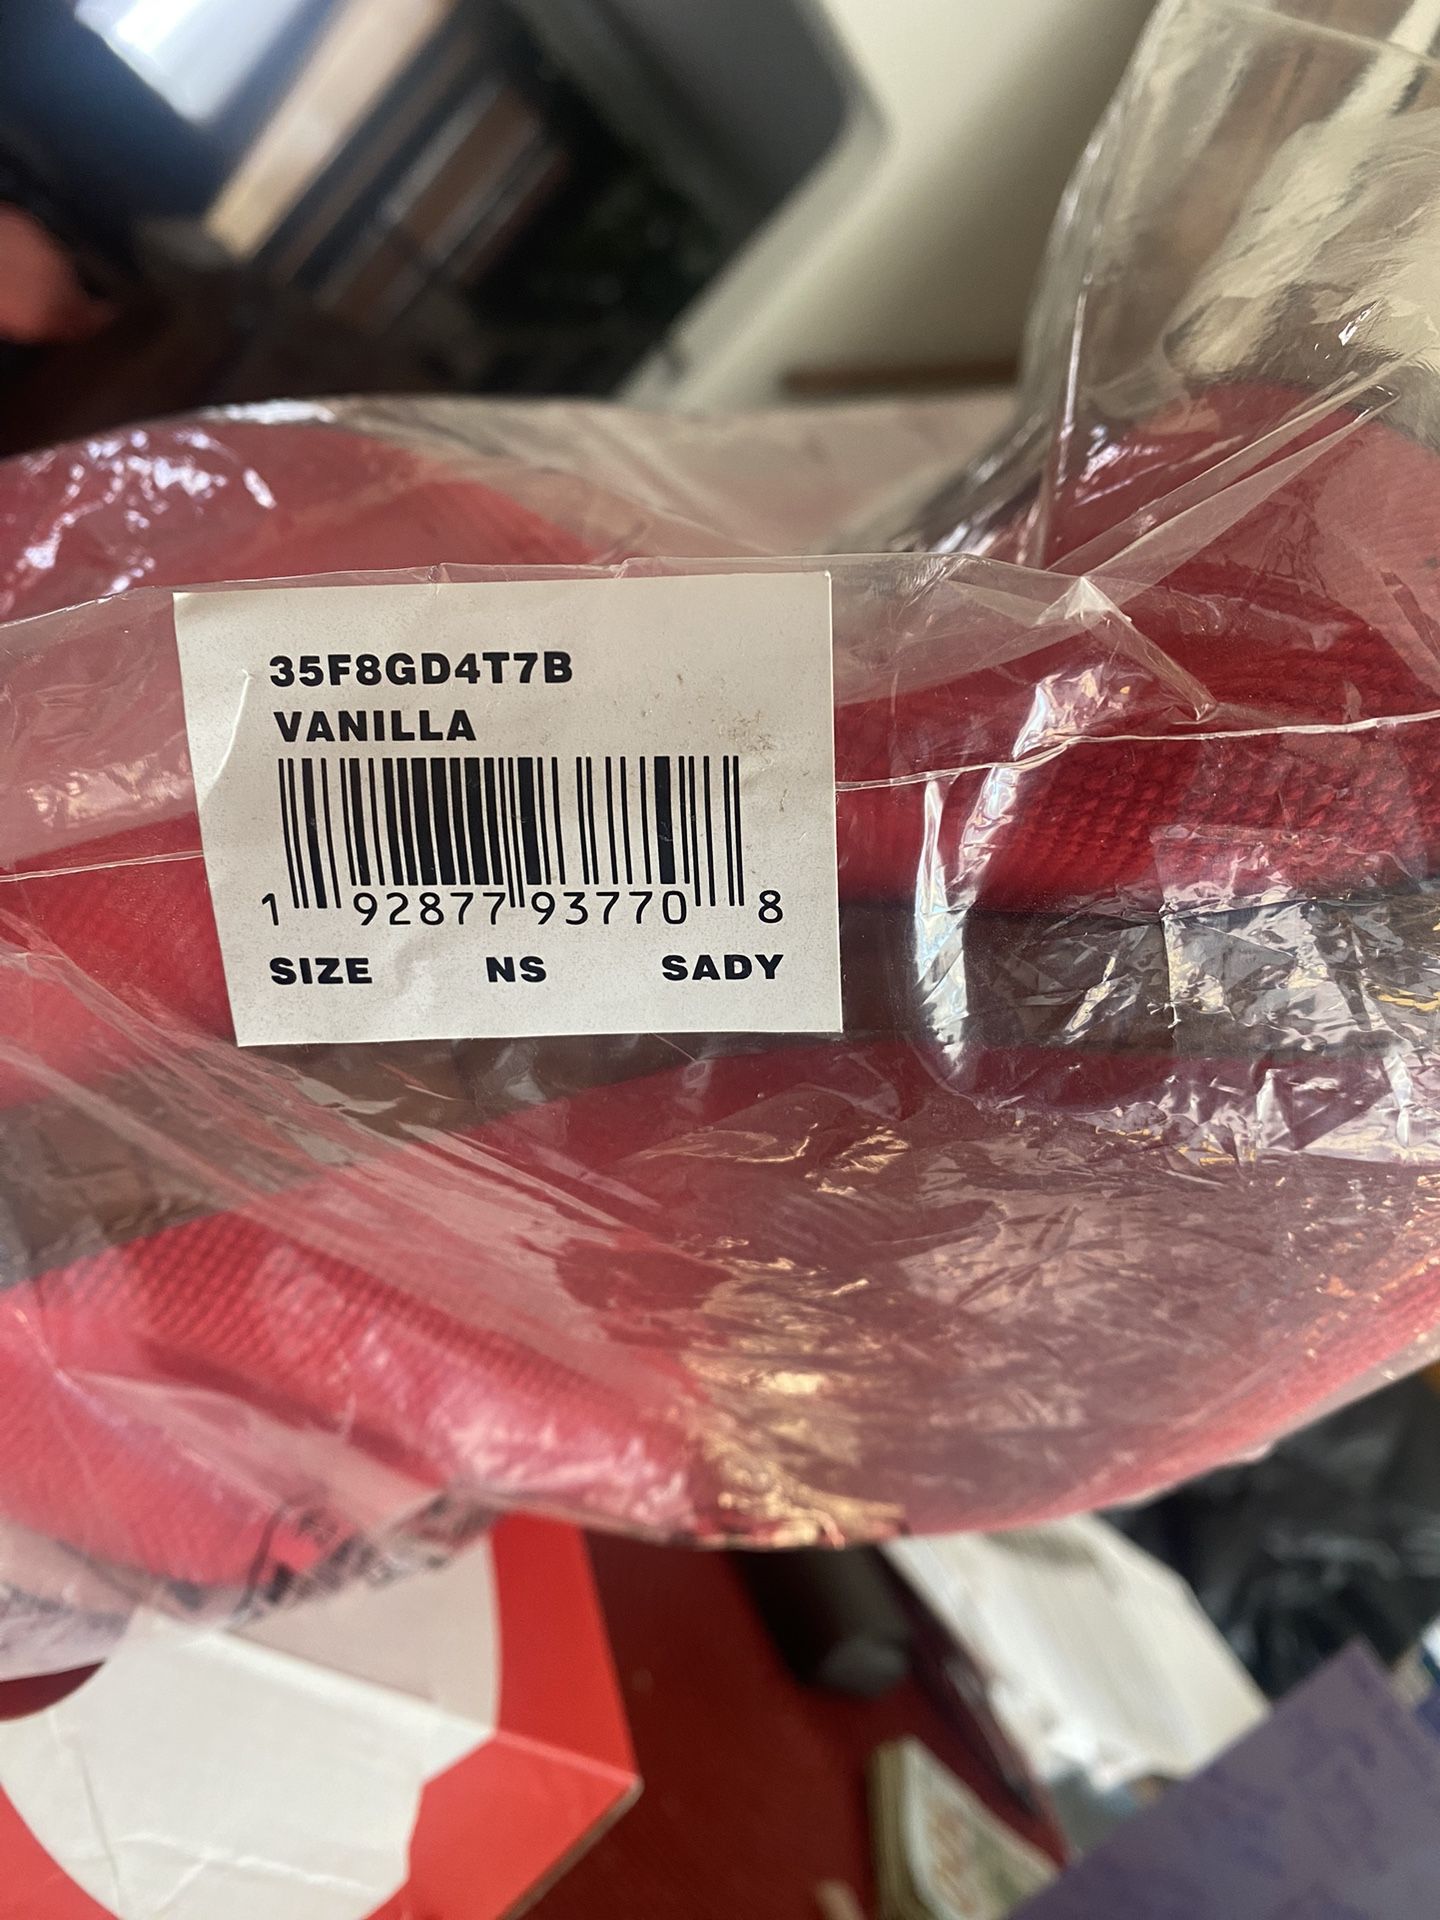 35F8GD4T7B
VANILLA
1 92877 93770 8
SIZE NS SADY